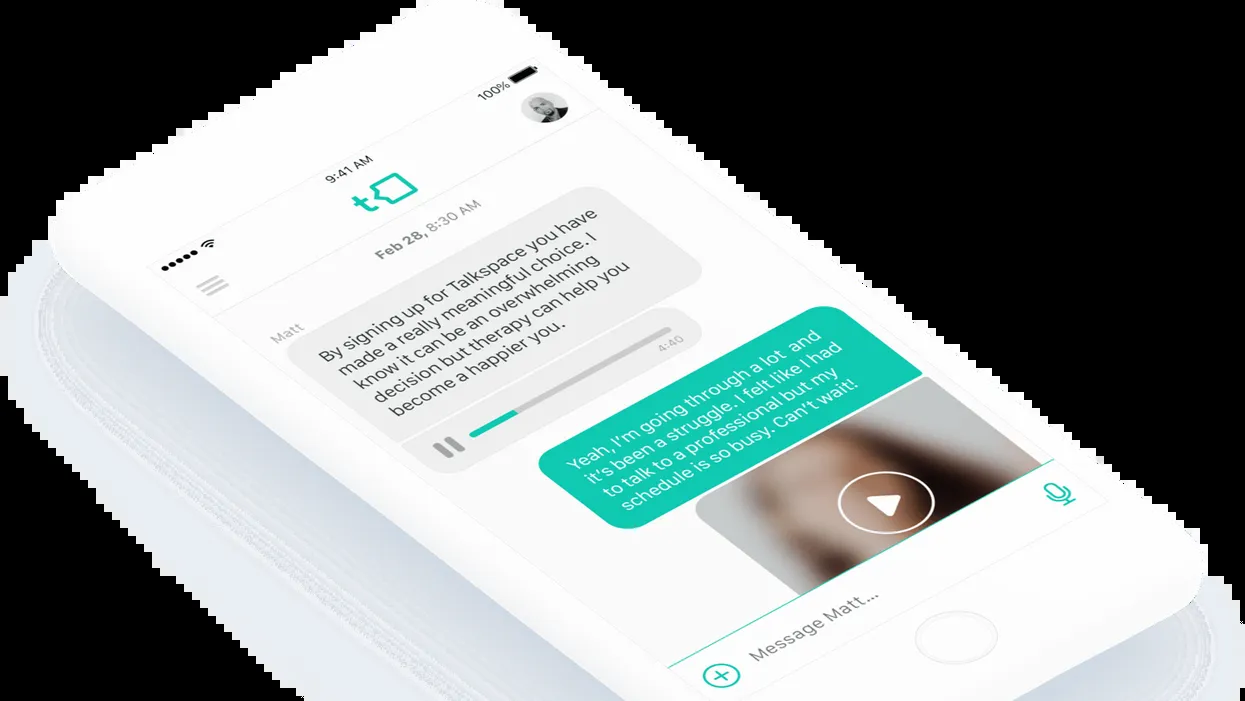 100%
9:41 AM
t
Feb 28, 8:30 AM
Matt
By signing up for Talkspace you have
made a really meaningful choice. I
know it can be an overwhelming
decision but therapy can help you
become a happier you.
4:40
Yeah, I'm going through a lot and
it's been a struggle. I felt like I had
to talk to a professional but my
schedule is so busy. Can't wait!
Message Matt...